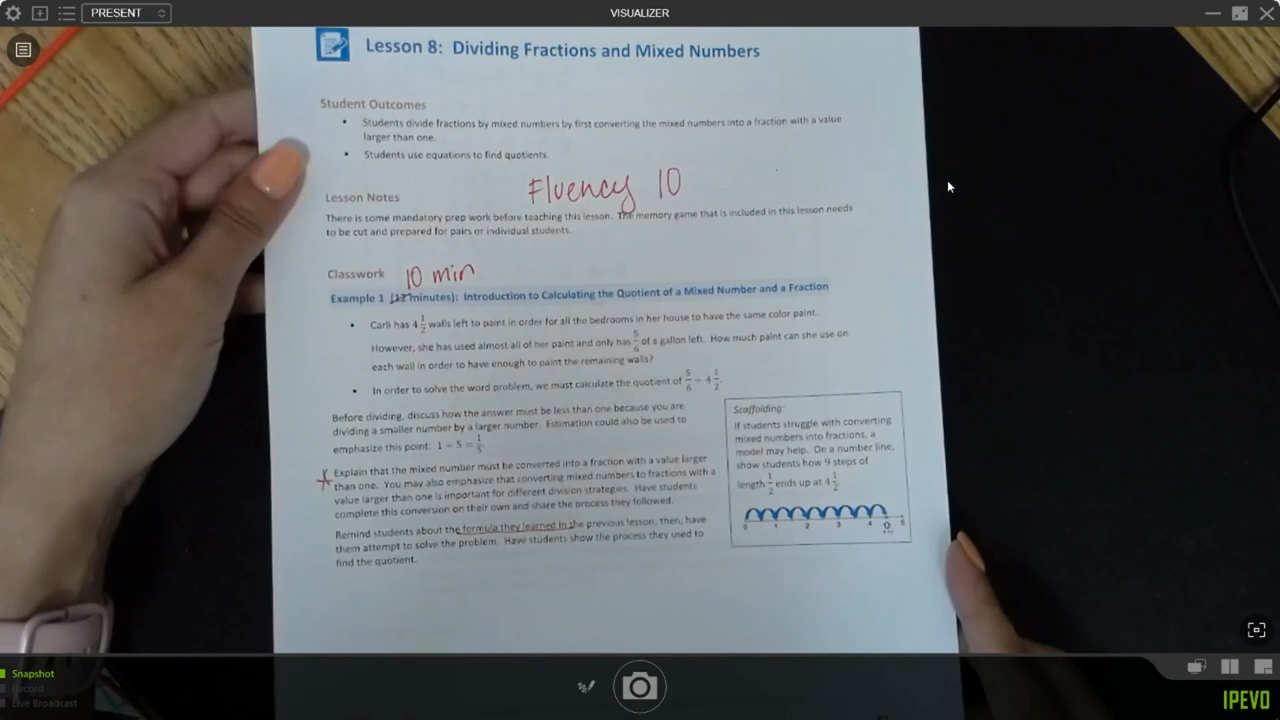 PRESENT
VISUALIZER
Lesson 8: Dividing Fractions and Mixed Numbers
Student Outcomes
▪ Students divide fractions by mixed numbers by first converting the mixed numbers into a fraction with a value
larger than one.
▪ Students use equations to find quotients.
Fluency 10
Lesson Notes
There is some mandatory prep work before teaching this lesson. The memory game that is included in this lesson needs
to be cut and prepared for pairs or individual students.
Classwork
10 min
Example 1 (12 minutes): Introduction to Calculating the Quotient of a Mixed Number and a Fraction
▪ Carli has 4 1/2 walls left to paint in order for all the bedrooms in her house to have the same color paint.
However, she has used almost all of her paint and only has 5/6 of a gallon left. How much paint can she use on
each wall in order to have enough to paint the remaining walls?
▪ In order to solve the word problem, we must calculate the quotient of 5/6 ÷ 4 1/2.
Before dividing, discuss how the answer must be less than one because you are
dividing a smaller number by a larger number. Estimation could also be used to
emphasize this point: 1 ÷ 5 = 1/5.
Explain that the mixed number must be converted into a fraction with a value larger
than one. You may also emphasize that converting mixed numbers to fractions with a
value larger than one is important for different division strategies. Have students
complete this conversion on their own and share the process they followed.
Remind students about the formula they learned in the previous lesson; then, have
them attempt to solve the problem. Have students show the process they used to
find the quotient.
Scaffolding:
If students struggle with converting
mixed numbers into fractions, a
model may help. On a number line,
show students how 9 steps of
length 1/2 ends up at 4 1/2.
0 1 2 3 4 5
Snapshot
Record
Live Broadcast
IPEVO